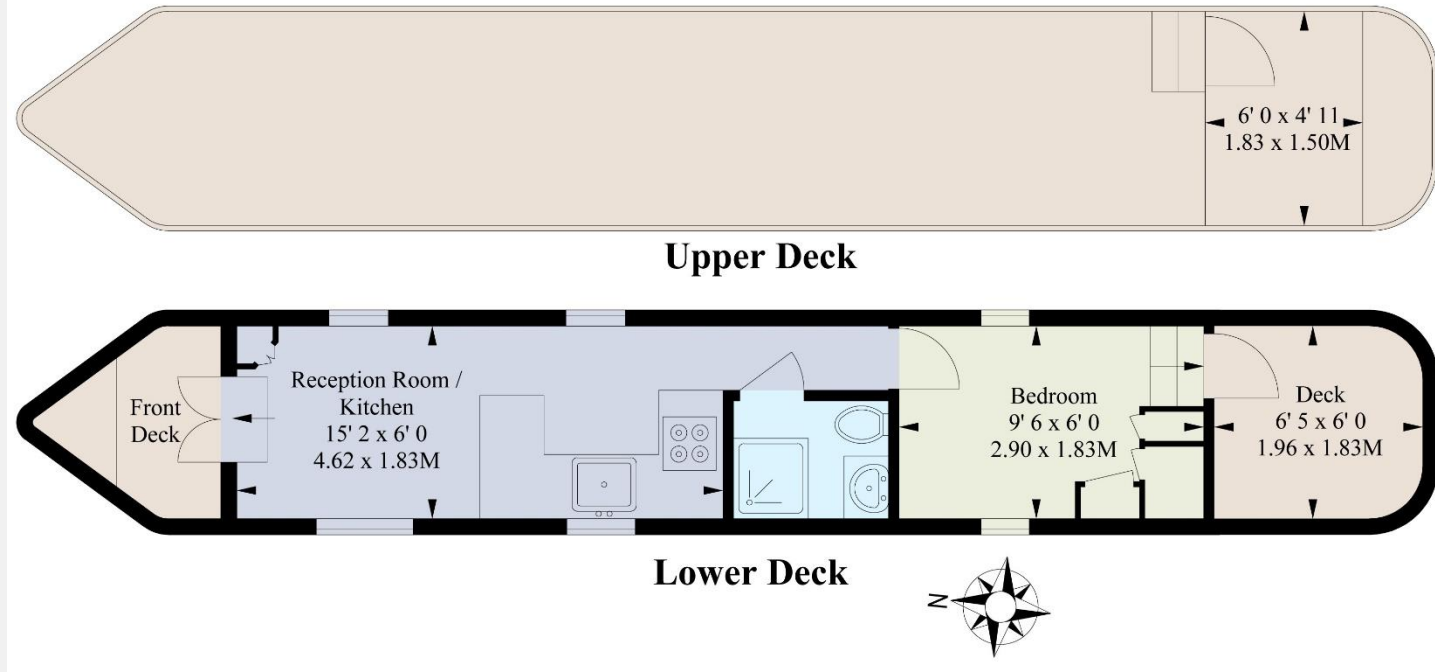 6' 0 x 4' 11
1.83 x 1.50M
Upper Deck
Front
Deck
Reception Room /
Kitchen
15' 2 x 6' 0
4.62 x 1.83M
Bedroom
9' 6 x 6' 0
2.90 x 1.83M
Deck
6' 5 x 6' 0
1.96 x 1.83M
Lower Deck
N